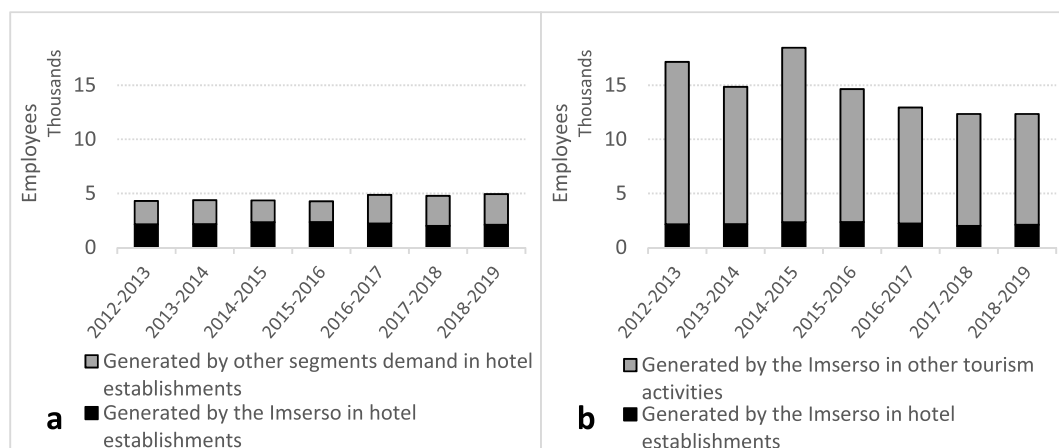 Employees
Thousands
15
10
5
0
2012-2013
2013-2014
2014-2015
2015-2016
2016-2017
2017-2018
2018-2019
Generated by other segments demand in hotel
establishments
Generated by the Imserso in hotel
establishments
a
Employees
Thousands
15
10
5
0
2012-2013
2013-2014
2014-2015
2015-2016
2016-2017
2017-2018
2018-2019
Generated by the Imserso in other tourism
activities
Generated by the Imserso in hotel
establishments
b